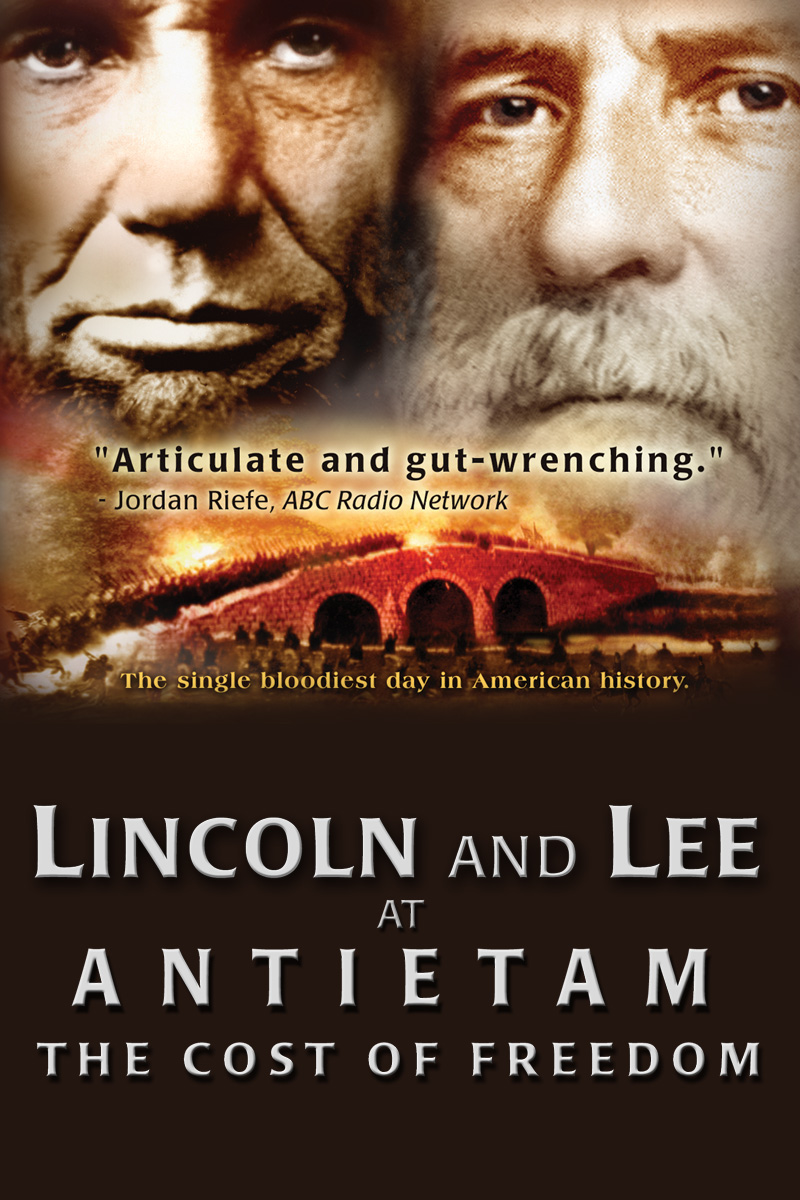 "Articulate and gut-wrenching."
- Jordan Riefe, ABC Radio Network
The single bloodiest day in American history.
LINCOLN AND LEE
AT
ANTIETAM
THE COST OF FREEDOM